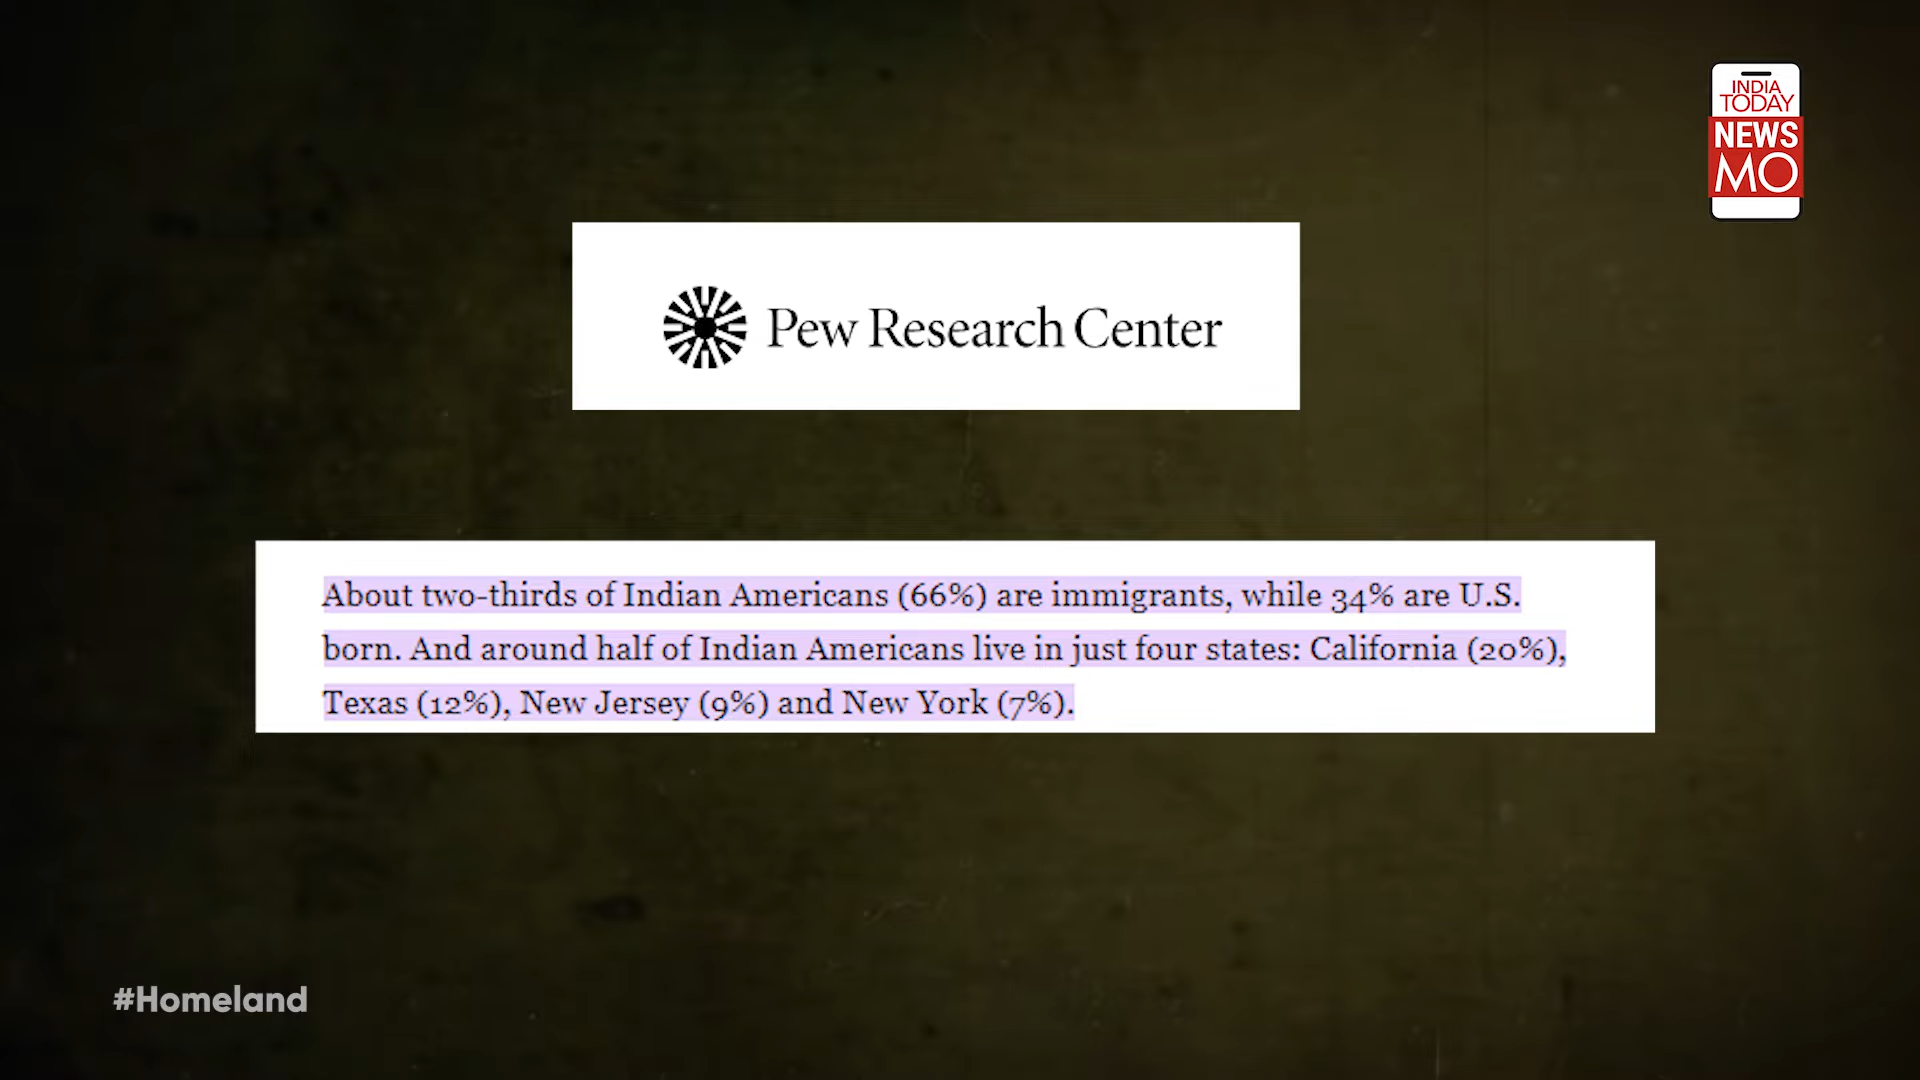 INDIA
TODAY
NEWS
MO
Pew Research Center
About two-thirds of Indian Americans (66%) are immigrants, while 34% are U.S.
born. And around half of Indian Americans live in just four states: California (20%),
Texas (12%), New Jersey (9%) and New York (7%).
#Homeland